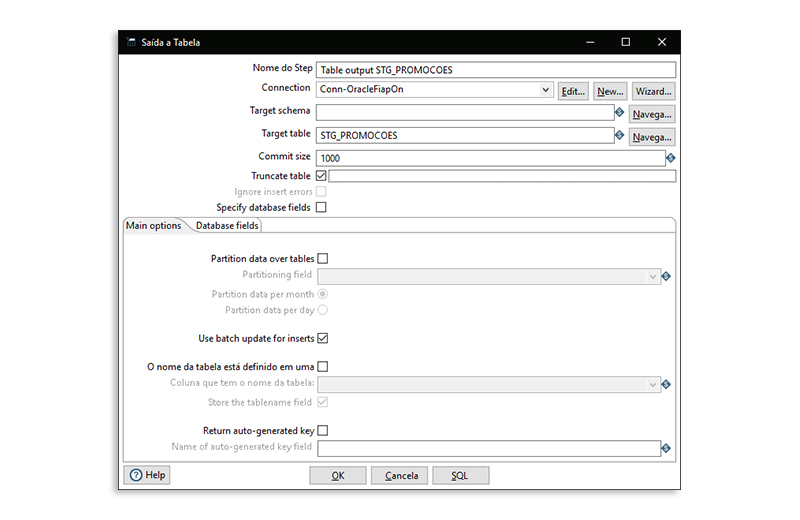 Saída a Tabela
Nome do Step Table output STG_PROMOCOES
Connection Conn-OracleFiapOn Edit... New... Wizard...
Target schema Navega...
Target table STG_PROMOCOES Navega...
Commit size 1000
Truncate table
Ignore insert errors
Specify database fields
Main options Database fields
Partition data over tables
Partitioning field
Partition data per month
Partition data per day
Use batch update for inserts
O nome da tabela está definido em uma
Coluna que tem o nome da tabela:
Store the tablename field
Return auto-generated key
Name of auto-generated key field
Help OK Cancela SQL